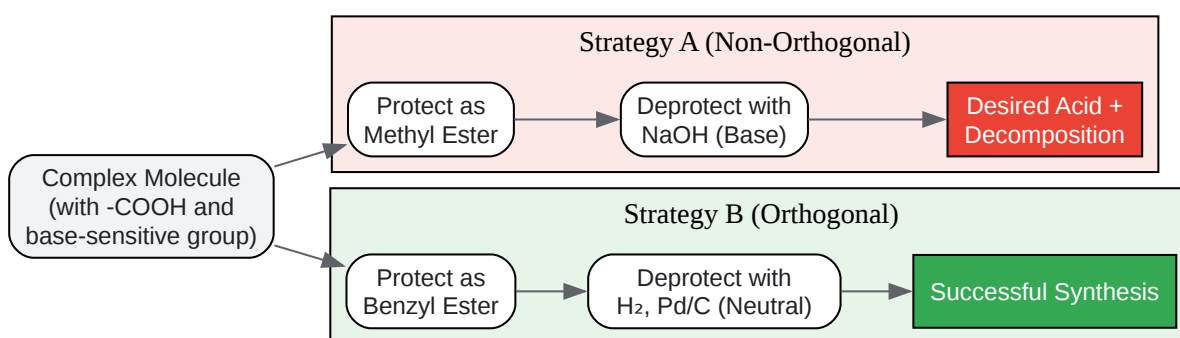 Strategy A (Non-Orthogonal)
Protect as
Methyl Ester
Deprotect with
NaOH (Base)
Desired Acid +
Decomposition
Complex Molecule
(with -COOH and
base-sensitive group)
Strategy B (Orthogonal)
Protect as
Benzyl Ester
Deprotect with
H₂, Pd/C (Neutral)
Successful Synthesis